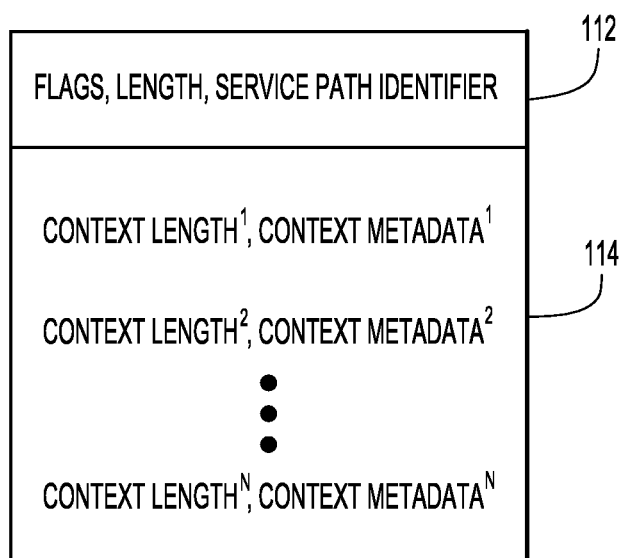 112
FLAGS, LENGTH, SERVICE PATH IDENTIFIER
CONTEXT LENGTH¹, CONTEXT METADATA¹
114
CONTEXT LENGTH², CONTEXT METADATA²
CONTEXT LENGTHᴺ, CONTEXT METADATAᴺ